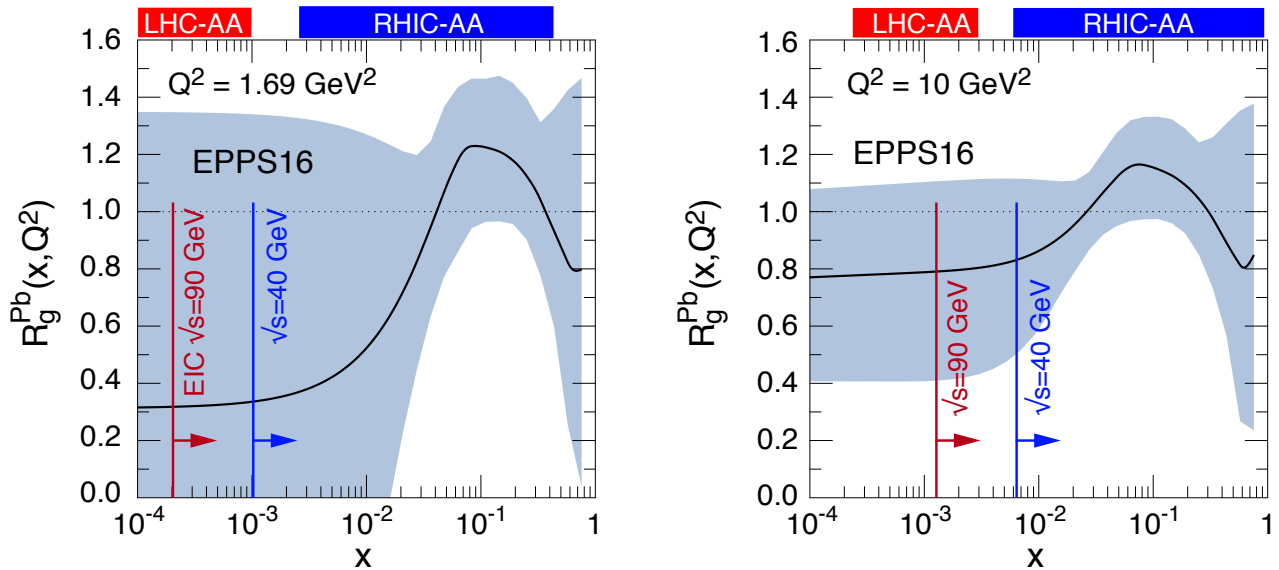 LHC-AA
RHIC-AA
Q² = 1.69 GeV²
EPPS16
EIC √s=90 GeV
√s=40 GeV
R_g^Pb(x,Q²)
1.6
1.4
1.2
1.0
0.8
0.6
0.4
0.2
0.0
10⁻⁴
10⁻³
10⁻²
10⁻¹
1
x
LHC-AA
RHIC-AA
Q² = 10 GeV²
EPPS16
√s=90 GeV
√s=40 GeV
R_g^Pb(x,Q²)
1.6
1.4
1.2
1.0
0.8
0.6
0.4
0.2
0.0
10⁻⁴
10⁻³
10⁻²
10⁻¹
1
x